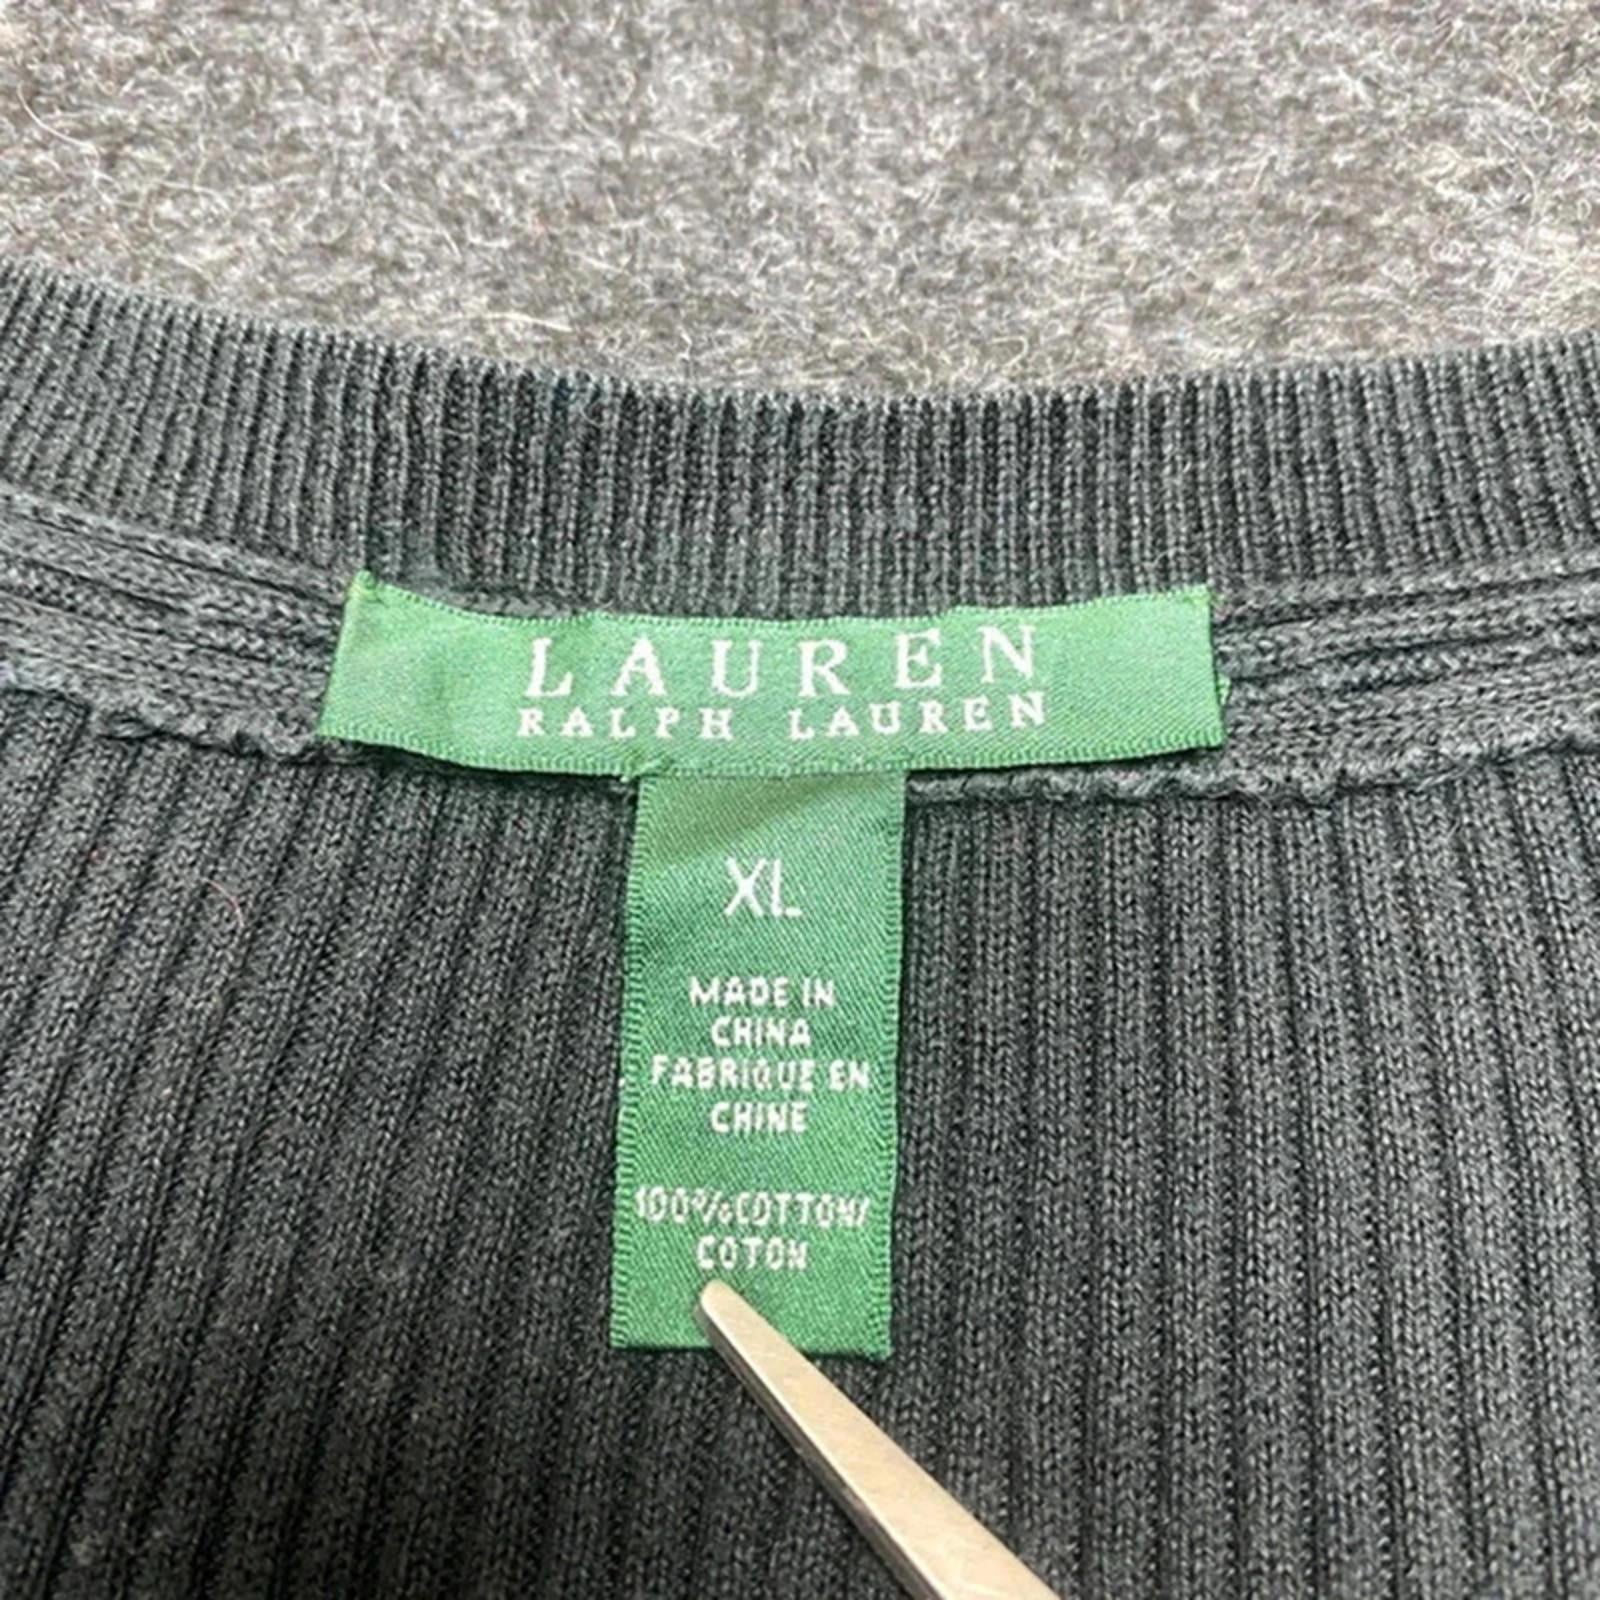 LAUREN
RALPH LAUREN
XL
MADE IN
CHINA
FABRIQUE EN
CHINE
100%COTTON/
COTON